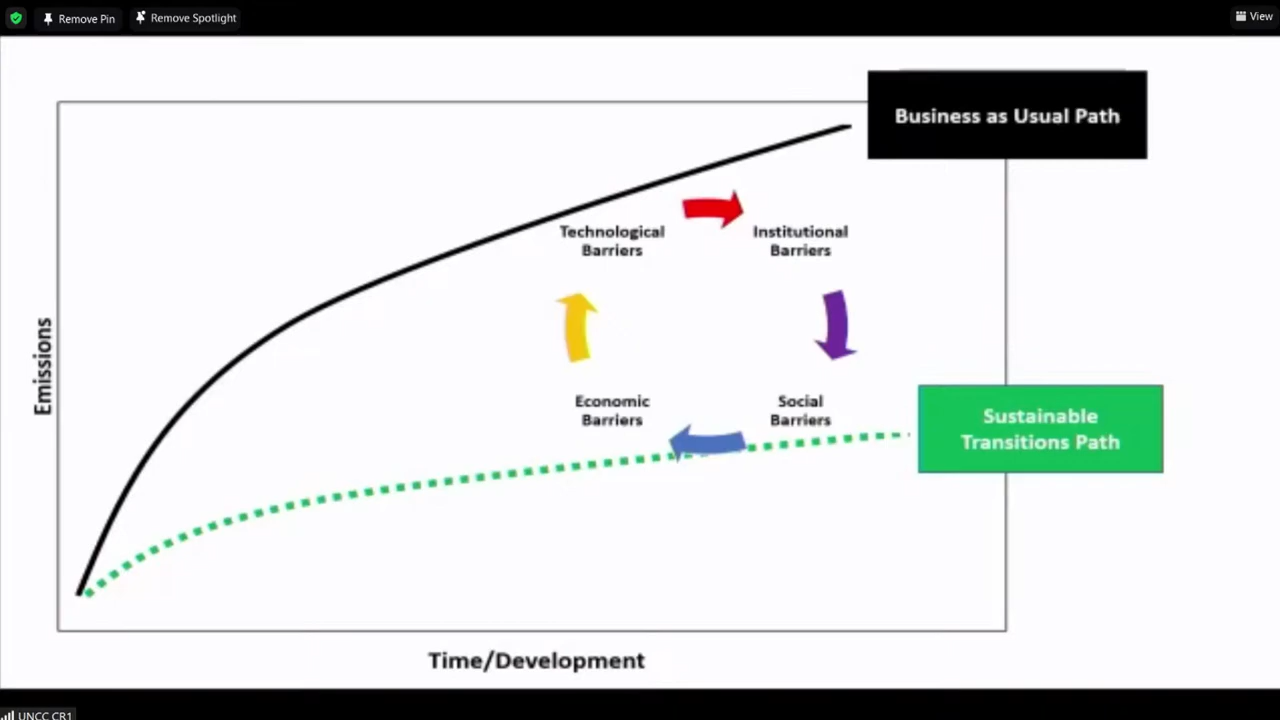 Remove Pin
Remove Spotlight
View
Business as Usual Path
Technological
Barriers
Institutional
Barriers
Emissions
Economic
Barriers
Social
Barriers
Sustainable
Transitions Path
Time/Development
UNCC CR1